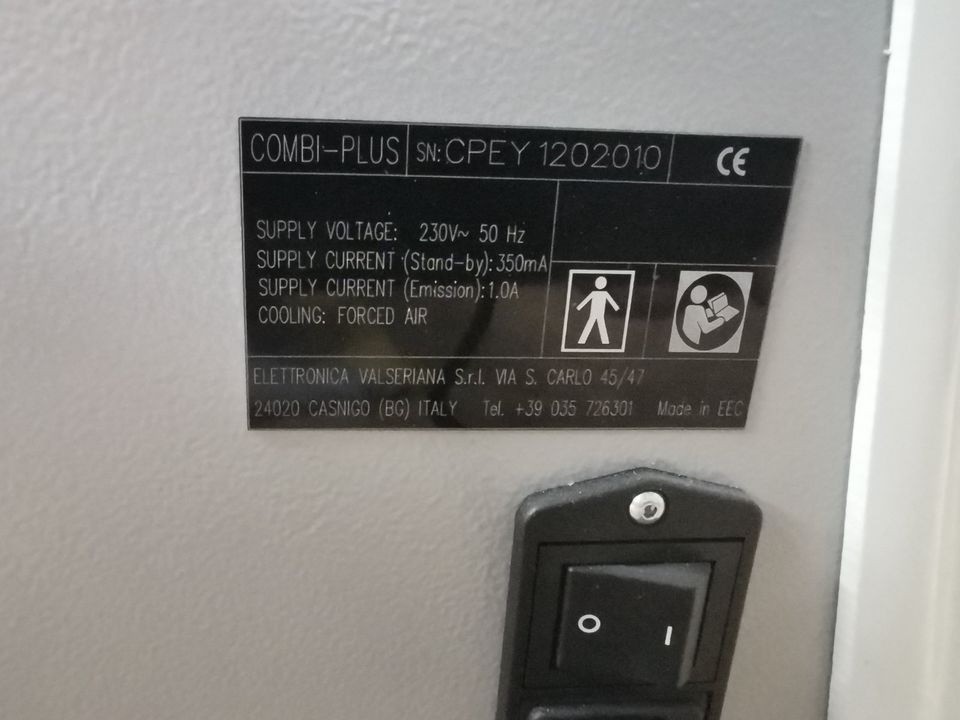 COMBI-PLUS SN: CPEY 1202010 CE
SUPPLY VOLTAGE: 230V~ 50 Hz
SUPPLY CURRENT (Stand-by): 350mA
SUPPLY CURRENT (Emission): 1.0A
COOLING: FORCED AIR
ELETTRONICA VALSERIANA S.r.l. VIA S. CARLO 45/47
24020 CASNIGO (BG) ITALY Tel. +39 035 726301 Made in EEC
O I